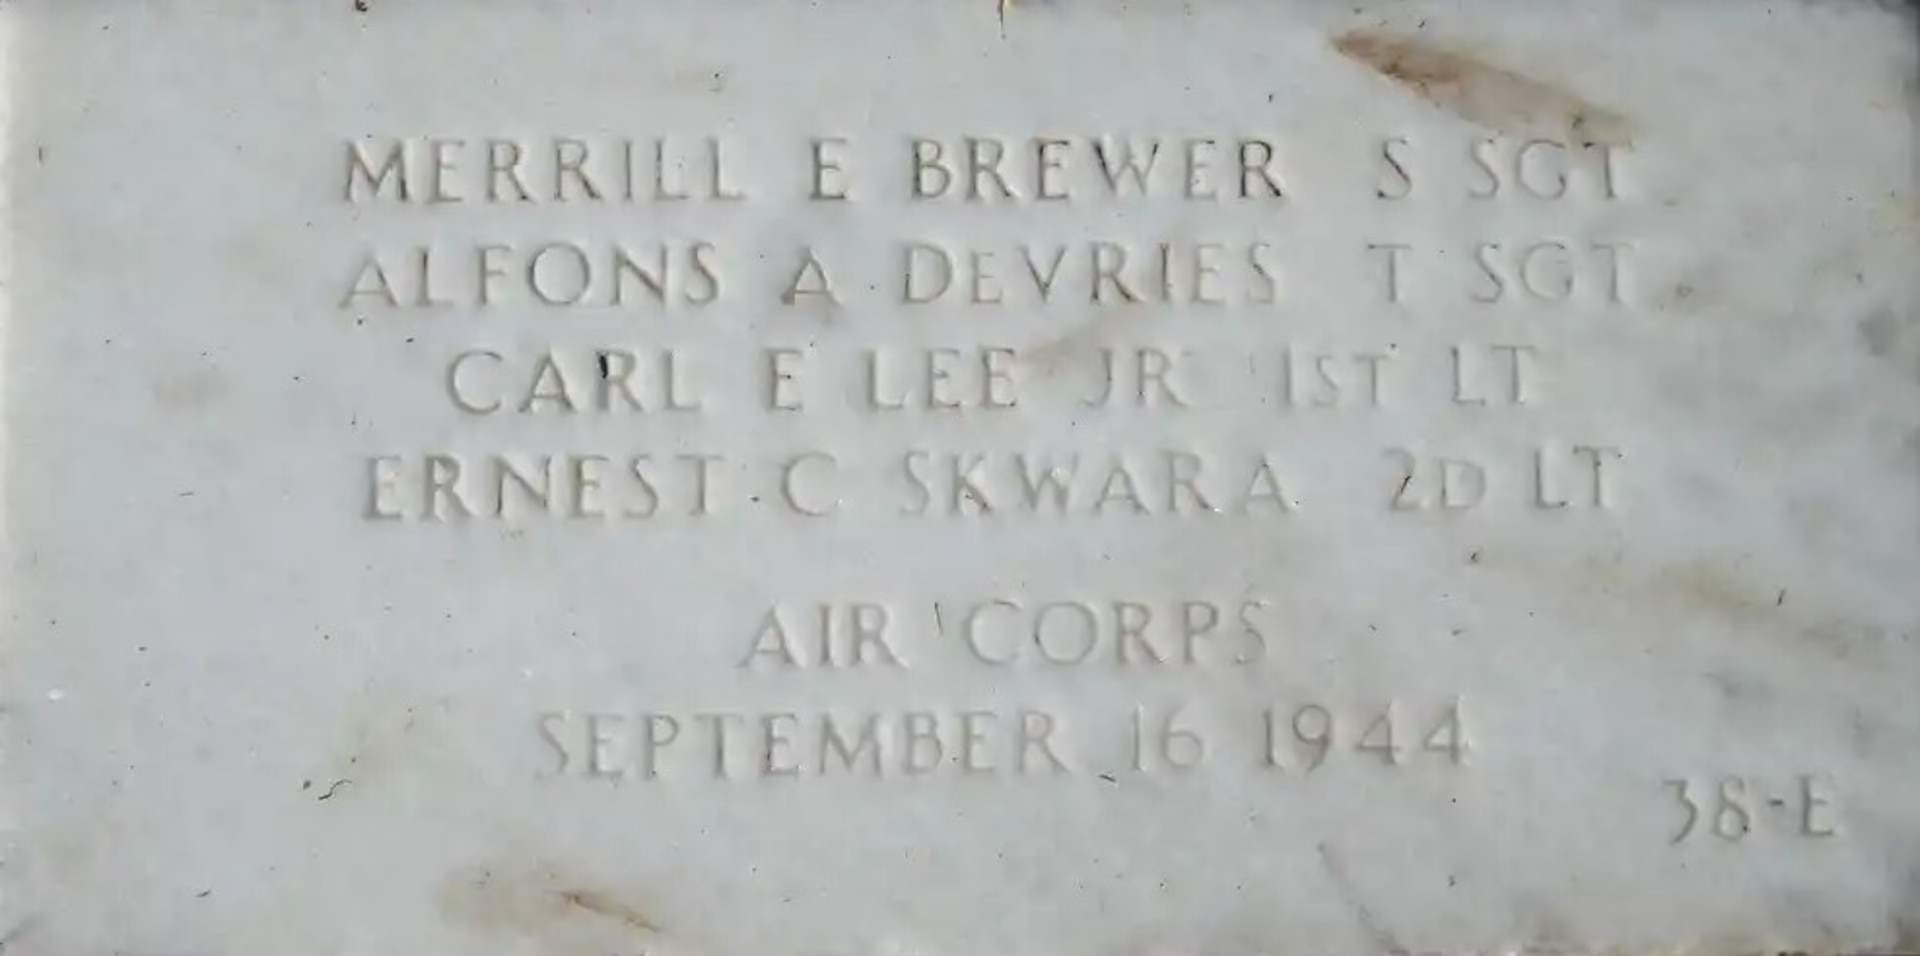 MERRILL E BREWER S SGT
ALFONS A DEVRIES T SGT
CARL E LEE JR 1ST LT
ERNEST C SKWARA 2D LT
AIR CORPS
SEPTEMBER 16 1944
38-E